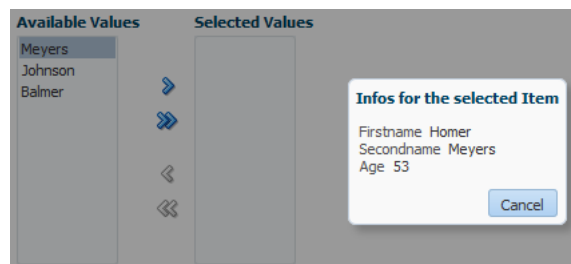 Available Values
Selected Values
Meyers
Johnson
Balmer
Infos for the selected Item
Firstname Homer
Secondname Meyers
Age 53
Cancel